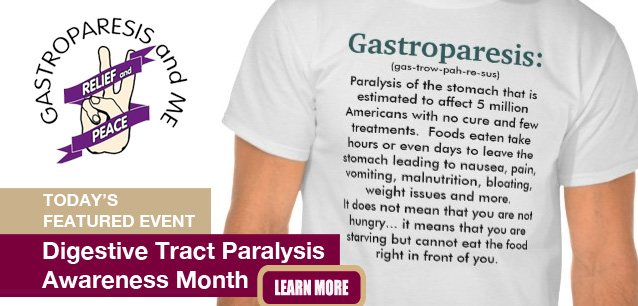 GASTROPARESIS and ME
RELIEF and
PEACE
TODAY'S
FEATURED EVENT
Digestive Tract Paralysis
Awareness Month
LEARN MORE
Gastroparesis:
(gas-trow-pah-re-sus)
Paralysis of the stomach that is
estimated to affect 5 million
Americans with no cure and few
treatments. Foods eaten take
hours or even days to leave the
stomach leading to nausea, pain,
vomiting, malnutrition, bloating,
weight issues and more.
It does not mean that you are not
hungry... it means that you are
starving but cannot eat the food
right in front of you.